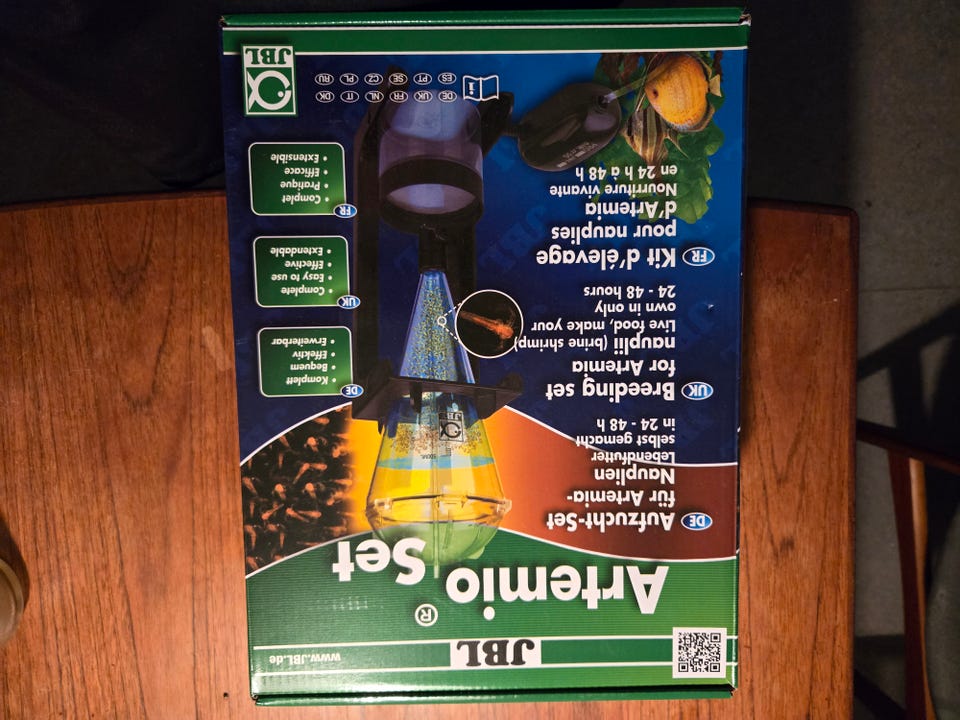 JBL
www.JBL.de
Artemio® Set
DE Aufzucht-Set
für Artemia-
Nauplien
Lebendfutter
selbst gemacht
in 24 - 48 h
UK Breeding set
for Artemia
nauplii (brine shrimp)
Live food, make your
own in only
24 - 48 hours
FR Kit d'élevage
pour nauplies
d'Artemia
Nourriture vivante
en 24 h à 48 h
DE
• Komplett
• Bequem
• Effektiv
• Erweiterbar
UK
• Complete
• Easy to use
• Effective
• Extendable
FR
• Complet
• Pratique
• Efficace
• Extensible
JBL
DE UK FR NL IT DK
ES PT SE CZ PL RU
JBL